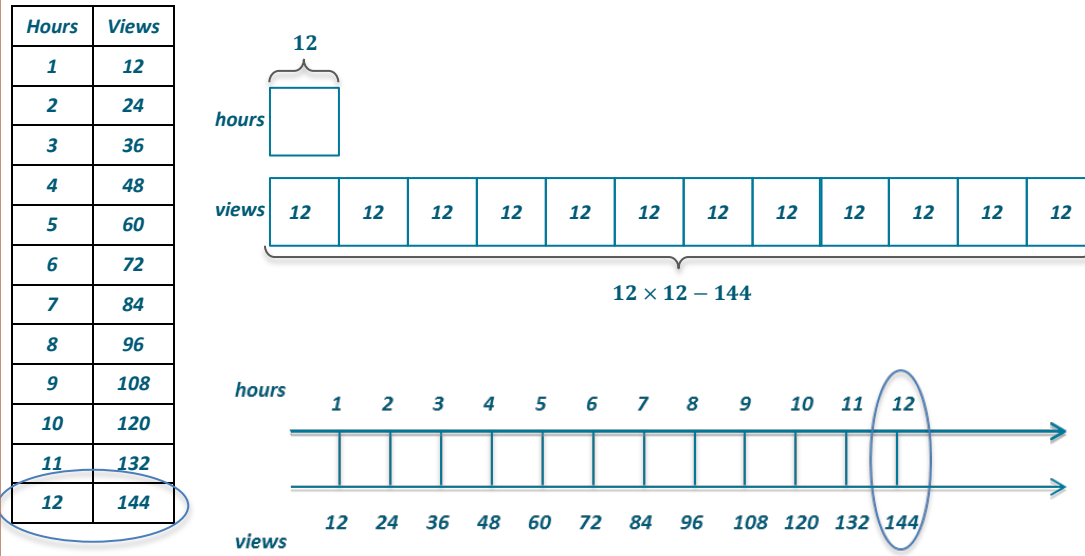 Hours Views
1 12
2 24
3 36
4 48
5 60
6 72
7 84
8 96
9 108
10 120
11 132
12 144
12
hours
views 12 12 12 12 12 12 12 12 12 12 12 12
12 × 12 − 144
hours
1 2 3 4 5 6 7 8 9 10 11 12
12 24 36 48 60 72 84 96 108 120 132 144
views